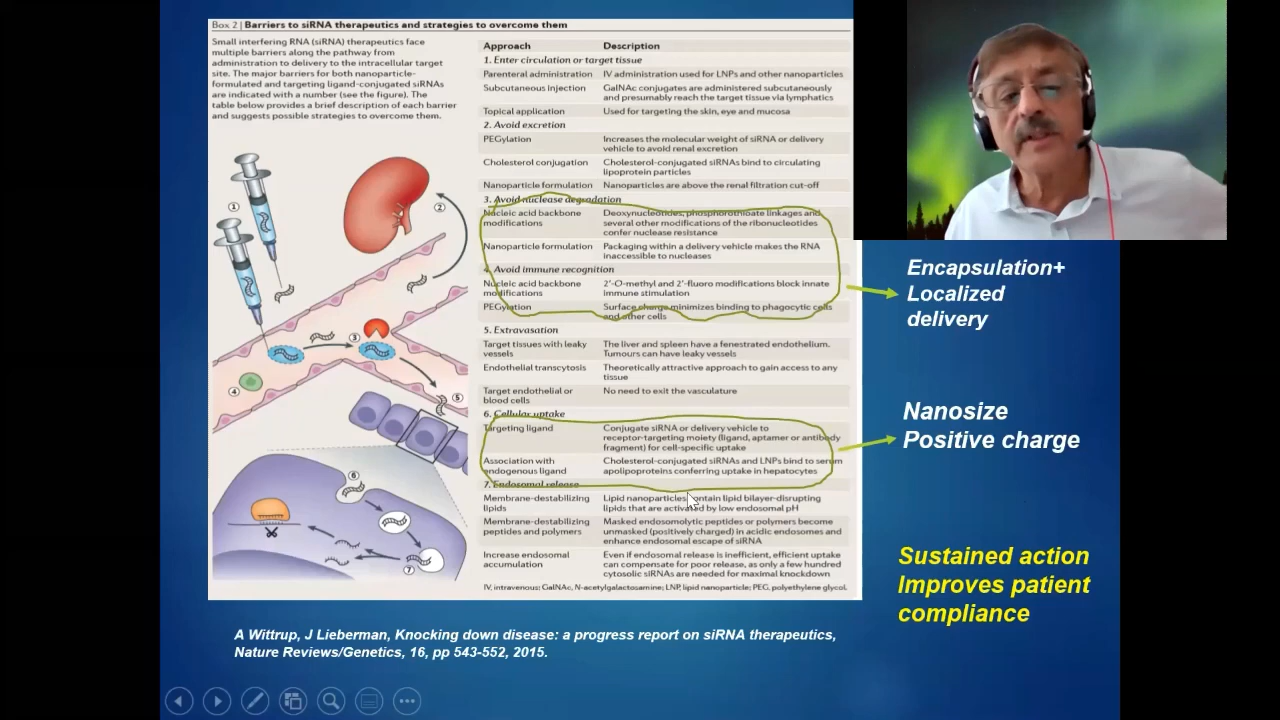 Box 2 | Barriers to siRNA therapeutics and strategies to overcome them
Small interfering RNA (siRNA) therapeutics face
multiple barriers along the pathway from
administration to delivery to the intracellular target
site. The major barriers for both nanoparticle-
formulated and targeting ligand-conjugated siRNAs
are indicated with a number (see the figure). The
table below provides a brief description of each barrier
and suggests possible strategies to overcome them.
1
2
3
4
5
6
7
Approach Description
1. Enter circulation or target tissue
Parenteral administration IV administration used for LNPs and other nanoparticles
Subcutaneous injection GalNAc conjugates are administered subcutaneously
and presumably reach the target tissue via lymphatics
Topical application Used for targeting the skin, eye and mucosa
2. Avoid excretion
PEGylation Increases the molecular weight of siRNA or delivery
vehicle to avoid renal excretion
Cholesterol conjugation Cholesterol-conjugated siRNAs bind to circulating
lipoprotein particles
Nanoparticle formulation Nanoparticles are above the renal filtration cut-off
3. Avoid nuclease degradation
Nucleic acid backbone Deoxynucleotides, phosphorothioate linkages and
modifications several other modifications of the ribonucleotides
confer nuclease resistance
Nanoparticle formulation Packaging within a delivery vehicle makes the RNA
inaccessible to nucleases
4. Avoid immune recognition
Nucleic acid backbone 2′-O-methyl and 2′-fluoro modifications block innate
modifications immune stimulation
PEGylation Surface charge minimizes binding to phagocytic cells
and other cells
5. Extravasation
Target tissues with leaky The liver and spleen have a fenestrated endothelium.
vessels Tumours can have leaky vessels
Endothelial transcytosis Theoretically attractive approach to gain access to any
tissue
Target endothelial or No need to exit the vasculature
blood cells
6. Cellular uptake
Targeting ligand Conjugate siRNA or delivery vehicle to
receptor-targeting moiety (ligand, aptamer or antibody
fragment) for cell-specific uptake
Association with Cholesterol-conjugated siRNAs and LNPs bind to serum
endogenous ligand apolipoproteins conferring uptake in hepatocytes
7. Endosomal release
Membrane-destabilizing Lipid nanoparticles contain lipid bilayer-disrupting
lipids lipids that are activated by low endosomal pH
Membrane-destabilizing Masked endosomolytic peptides or polymers become
peptides and polymers unmasked (positively charged) in acidic endosomes and
enhance endosomal escape of siRNA
Increase endosomal Even if endosomal release is inefficient, efficient uptake
accumulation can compensate for poor release, as only a few hundred
cytosolic siRNAs are needed for maximal knockdown
IV, intravenous; GalNAc, N-acetylgalactosamine; LNP, lipid nanoparticle; PEG, polyethylene glycol.
Encapsulation+
Localized
delivery
Nanosize
Positive charge
Sustained action
Improves patient
compliance
A Wittrup, J Lieberman, Knocking down disease: a progress report on siRNA therapeutics,
Nature Reviews/Genetics, 16, pp 543-552, 2015.